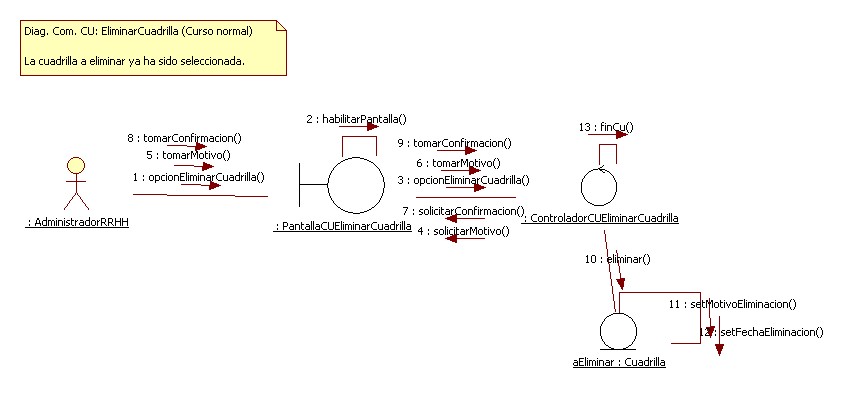 Diag. Com. CU: EliminarCuadrilla (Curso normal)
La cuadrilla a eliminar ya ha sido seleccionada.
2 : habilitarPantalla()
13 : finCu()
8 : tomarConfirmacion()
5 : tomarMotivo()
1 : opcionEliminarCuadrilla()
9 : tomarConfirmacion()
6 : tomarMotivo()
3 : opcionEliminarCuadrilla()
7 : solicitarConfirmacion()
4 : solicitarMotivo()
: AdministradorRRHH
: PantallaCUEliminarCuadrilla
: ControladorCUEliminarCuadrilla
10 : eliminar()
11 : setMotivoEliminacion()
12 : setFechaEliminacion()
aEliminar : Cuadrilla